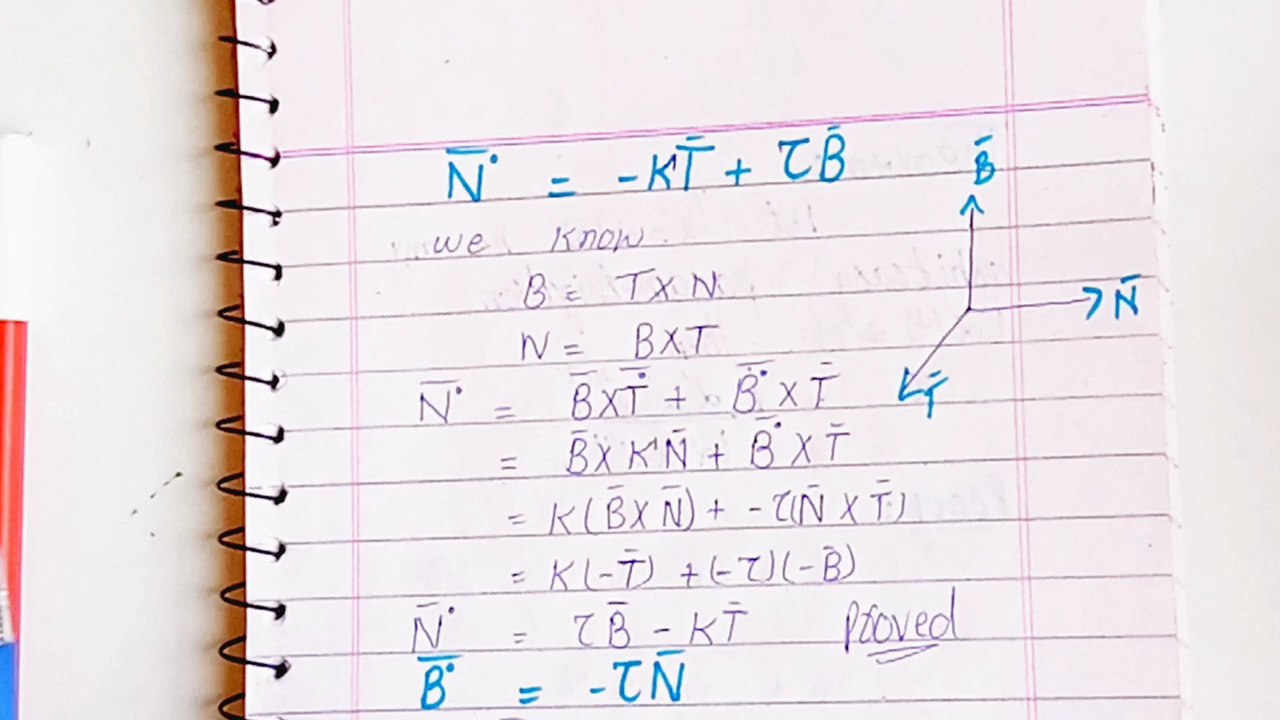 N̄˙ = -KT̄ + τB̄
B̄
we know.
B = T×N
N̄
N = B×T
N̄˙ = B̄×T̄˙ + B̄˙×T̄
T̄
= B̄×KN̄ + B̄˙×T̄
= K(B̄×N̄) + -τ(N̄×T̄)
= K(-T̄) + (-τ)(-B̄)
N̄˙ = τB̄ - KT̄ Proved
B̄˙ = -τN̄